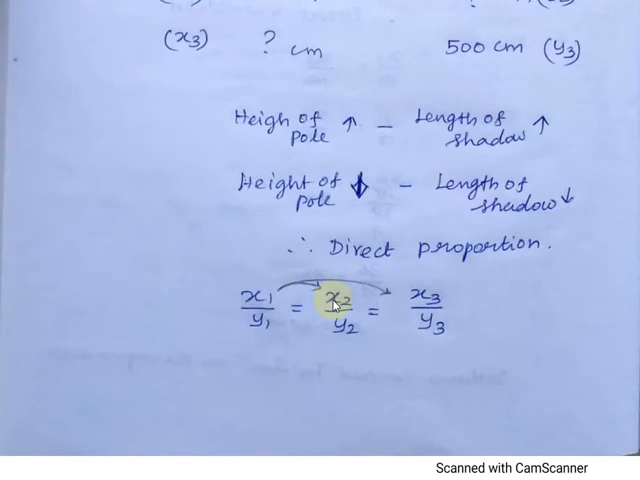 (x3) ? cm 500 cm (y3)
Heigh of pole ↑ – Length of shadow ↑
Height of pole ↓ – Length of shadow ↓
∴ Direct proportion.
x1/y1 = x2/y2 = x3/y3
Scanned with CamScanner